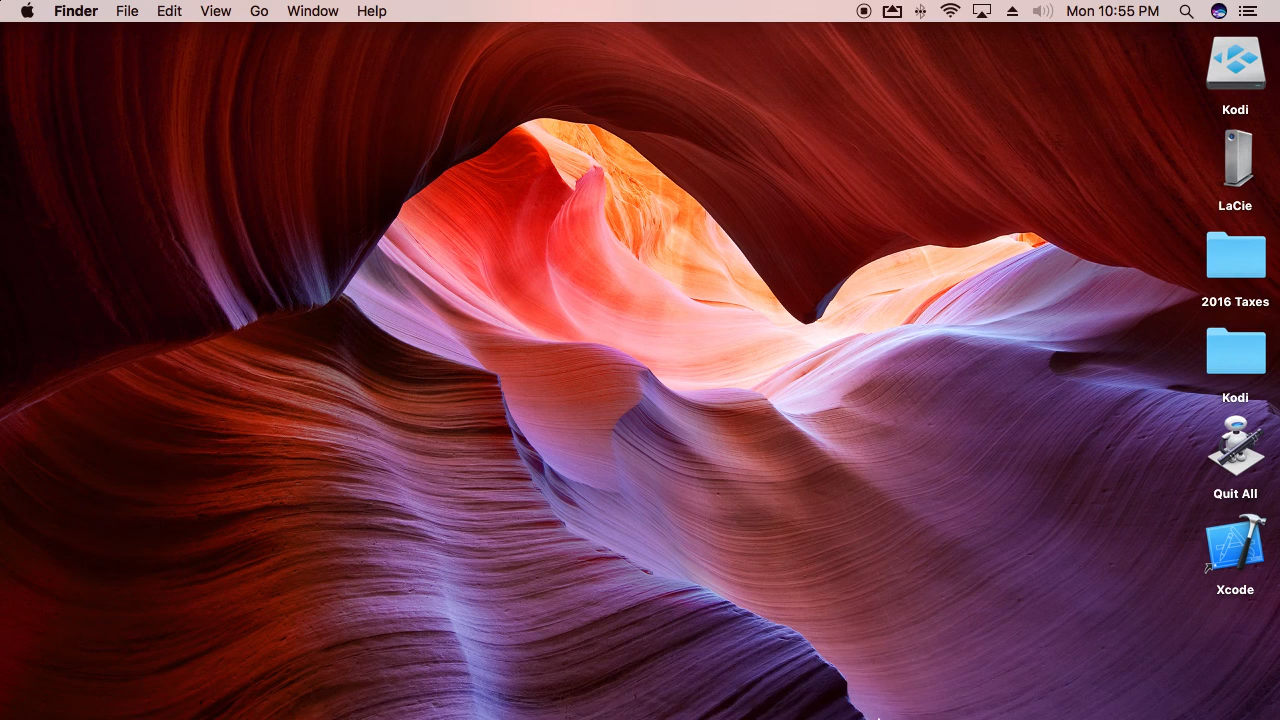 Finder File Edit View Go Window Help Mon 10:55 PM
Kodi
LaCie
2016 Taxes
Kodi
Quit All
Xcode